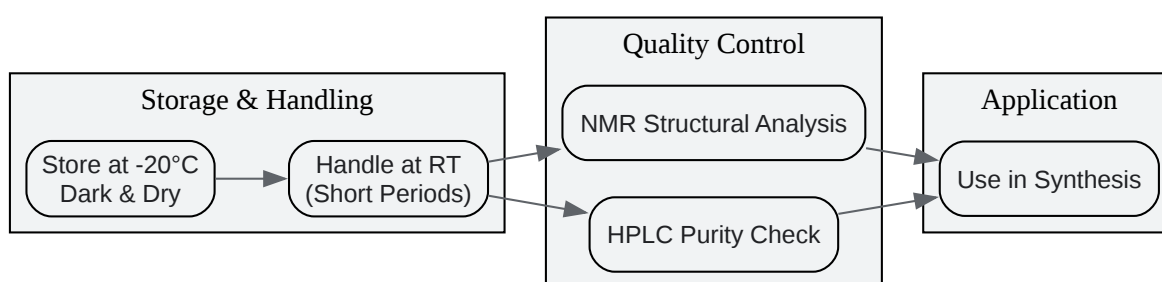 Storage & Handling
Store at -20°C
Dark & Dry
Handle at RT
(Short Periods)
Quality Control
NMR Structural Analysis
HPLC Purity Check
Application
Use in Synthesis